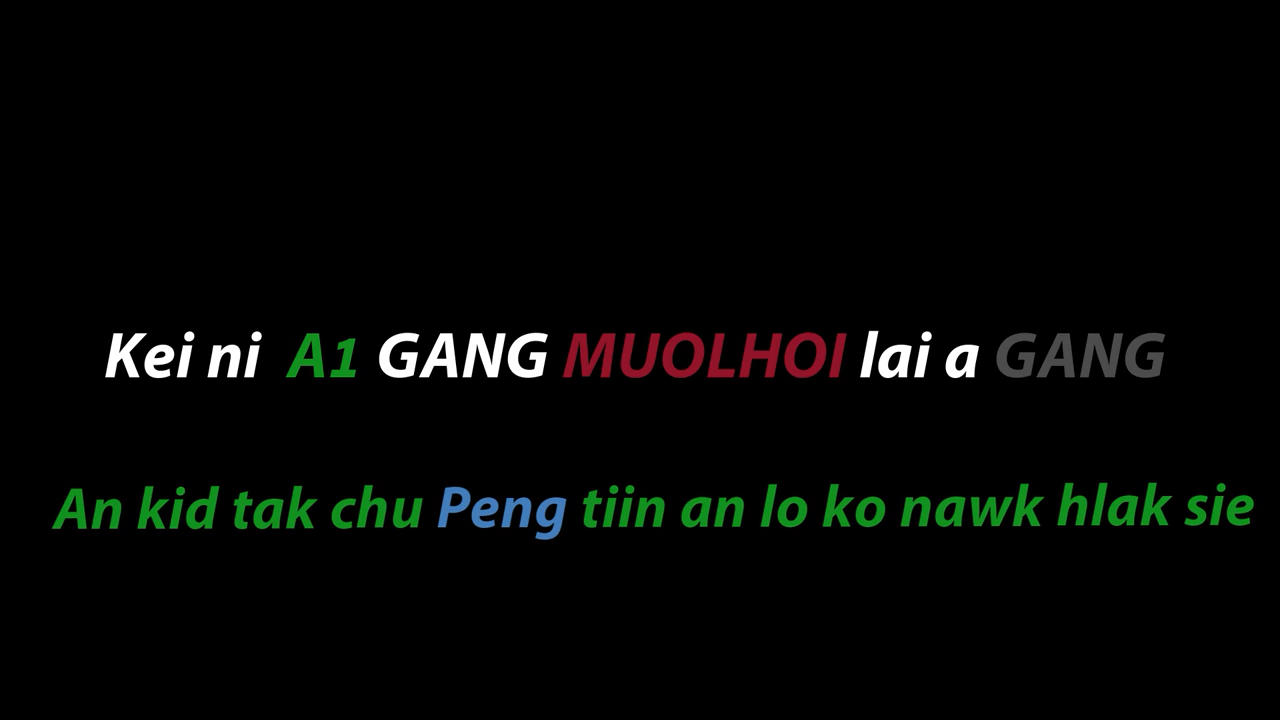 Kei ni A1 GANG MUOLHOI lai a GANG
An kid tak chu Peng tiin an lo ko nawk hlak sie